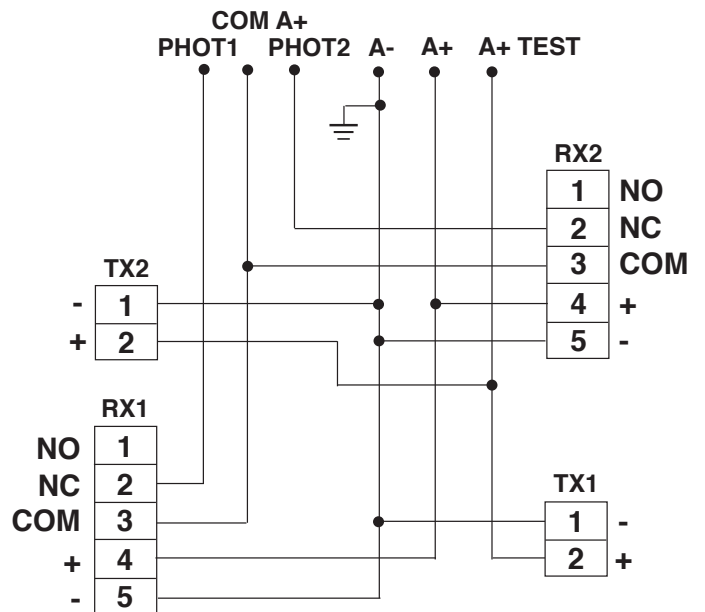 COM A+
PHOT1 PHOT2 A- A+ A+ TEST
RX2
1 NO
2 NC
3 COM
4 +
5 -
TX2
- 1
+ 2
RX1
NO 1
NC 2
COM 3
+ 4
- 5
TX1
1 -
2 +